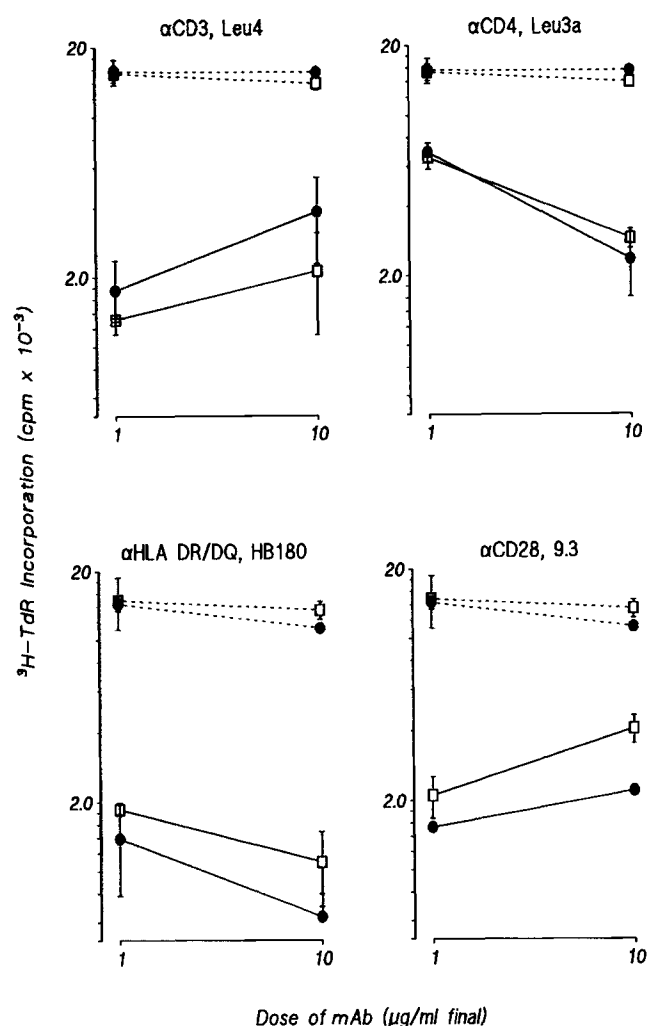 αCD3, Leu4
αCD4, Leu3a
20
2.0
1
10
20
2.0
1
10
³H-TdR Incorporation (cpm x 10⁻³)
αHLA DR/DQ, HB180
αCD28, 9.3
20
2.0
1
10
20
2.0
1
10
Dose of mAb (μg/ml final)